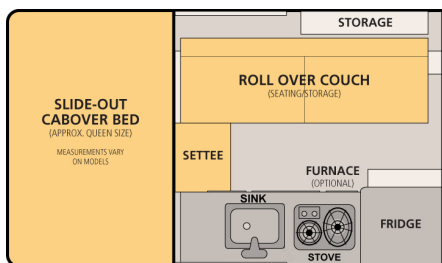 STORAGE
ROLL OVER COUCH
(SEATING/STORAGE)
SLIDE-OUT
CABOVER BED
(APPROX. QUEEN SIZE)
MEASUREMENTS VARY
ON MODELS
SETTEE
FURNACE
(OPTIONAL)
SINK
FRIDGE
STOVE